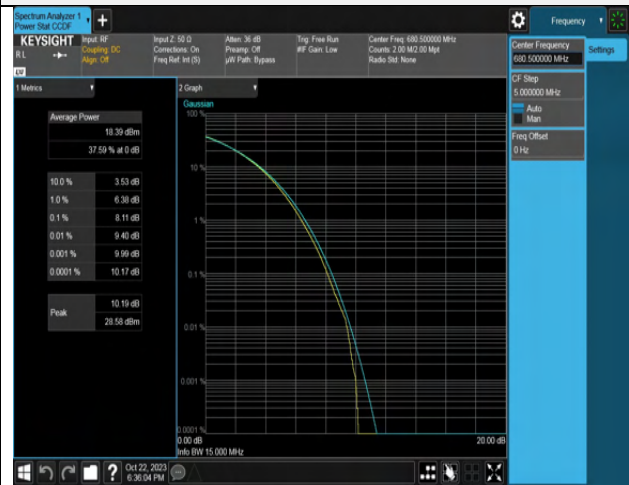 Spectrum Analyzer 1
Power Stat CCDF
Frequency
KEYSIGHT
RL
Input: RF
Coupling: DC
Align: Off
Input Z: 50 Ω
Corrections: On
Freq Ref: Int (S)
Atten: 36 dB
Preamp: Off
µW Path: Bypass
Trig: Free Run
#IF Gain: Low
Center Freq: 680.500000 MHz
Counts: 2.00 M/2.00 Mpt
Radio Std: None
Center Frequency
680.500000 MHz
Settings
CF Step
5.000000 MHz
Auto
Man
Freq Offset
0 Hz
1 Metrics
Average Power
18.39 dBm
37.59 % at 0 dB
10.0 % 3.53 dB
1.0 % 6.38 dB
0.1 % 8.11 dB
0.01 % 9.40 dB
0.001 % 9.99 dB
0.0001 % 10.17 dB
Peak
10.19 dB
28.58 dBm
2 Graph
Gaussian
100 %
10 %
1 %
0.1 %
0.01 %
0.001 %
0.0001 %
0.00 dB
20.00 dB
Info BW 15.000 MHz
?
Oct 22, 2023
6:36:04 PM